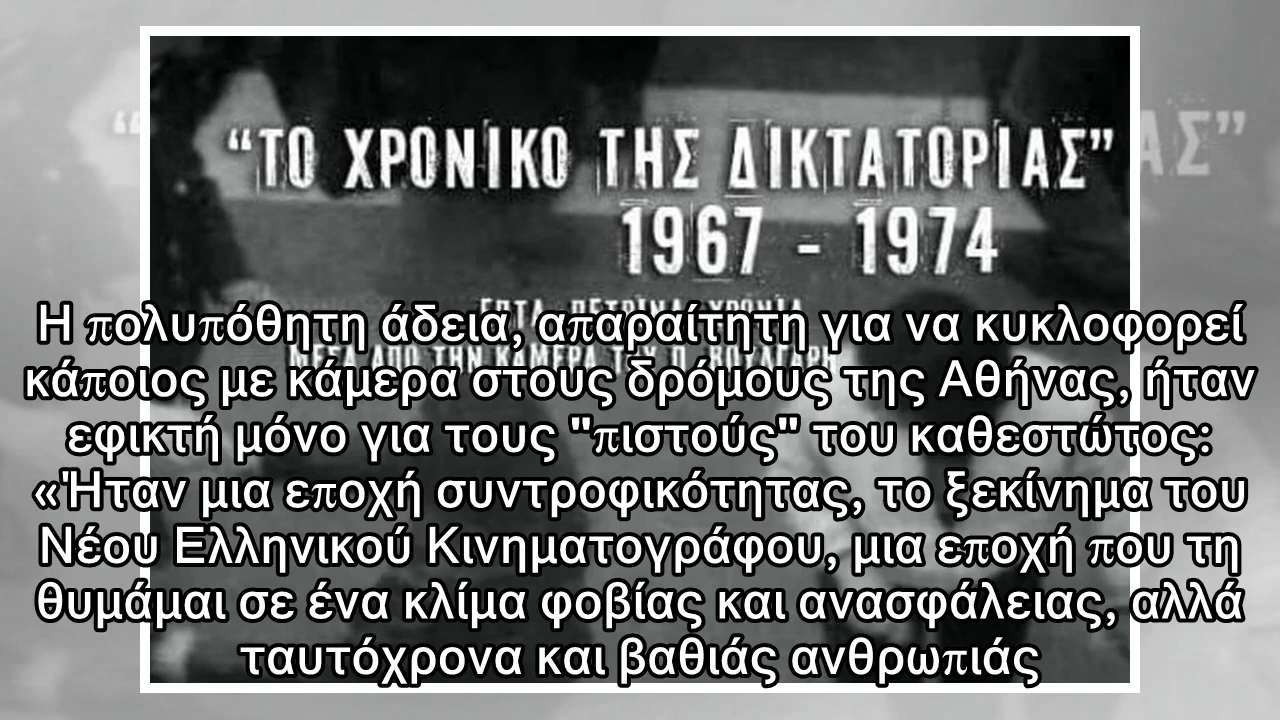 “ΤΟ ΧΡΟΝΙΚΟ ΤΗΣ ΔΙΚΤΑΤΟΡΙΑΣ”
1967 - 1974
Η πολυπόθητη άδεια, απαραίτητη για να κυκλοφορεί
κάποιος με κάμερα στους δρόμους της Αθήνας, ήταν
εφικτή μόνο για τους "πιστούς" του καθεστώτος:
«Ήταν μια εποχή συντροφικότητας, το ξεκίνημα του
Νέου Ελληνικού Κινηματογράφου, μια εποχή που τη
θυμάμαι σε ένα κλίμα φοβίας και ανασφάλειας, αλλά
ταυτόχρονα και βαθιάς ανθρωπιάς